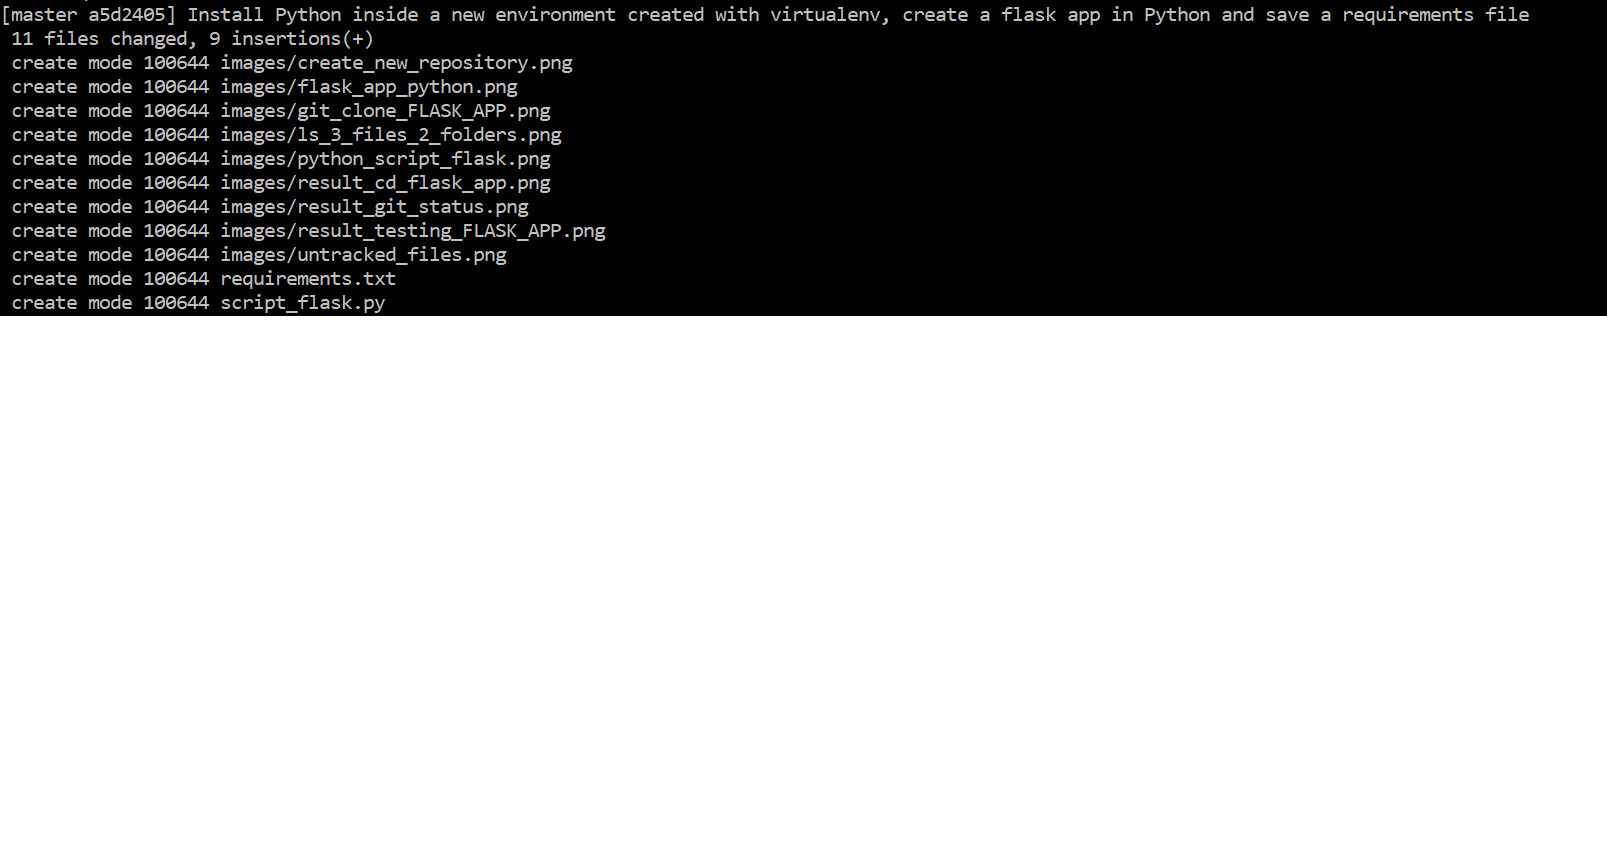 [master a5d2405] Install Python inside a new environment created with virtualenv, create a flask app in Python and save a requirements file
11 files changed, 9 insertions(+)
create mode 100644 images/create_new_repository.png
create mode 100644 images/flask_app_python.png
create mode 100644 images/git_clone_FLASK_APP.png
create mode 100644 images/ls_3_files_2_folders.png
create mode 100644 images/python_script_flask.png
create mode 100644 images/result_cd_flask_app.png
create mode 100644 images/result_git_status.png
create mode 100644 images/result_testing_FLASK_APP.png
create mode 100644 images/untracked_files.png
create mode 100644 requirements.txt
create mode 100644 script_flask.py